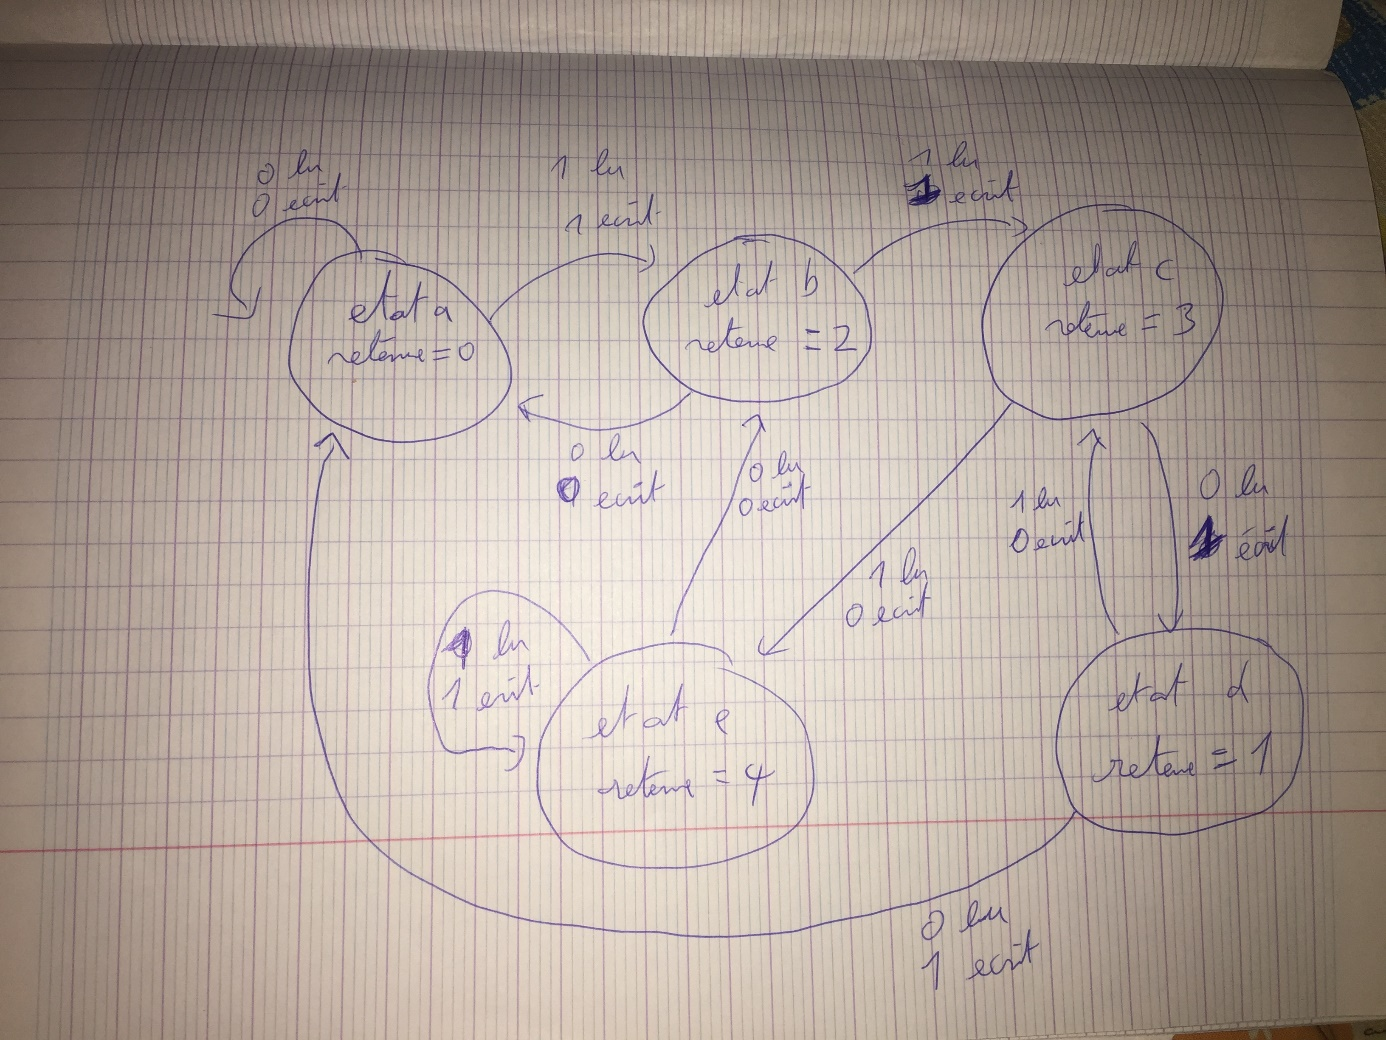 0 lu
0 ecrit
1 lu
1 ecrit
1 lu
1 ecrit
etat a
retenue = 0
etat b
retenue = 2
etat c
retenue = 3
0 lu
0 ecrit
0 lu
0 ecrit
1 lu
0 ecrit
1 lu
0 ecrit
0 lu
1 écrit
1 lu
1 ecrit
etat e
retenue = 4
etat d
retenue = 1
0 lu
1 ecrit